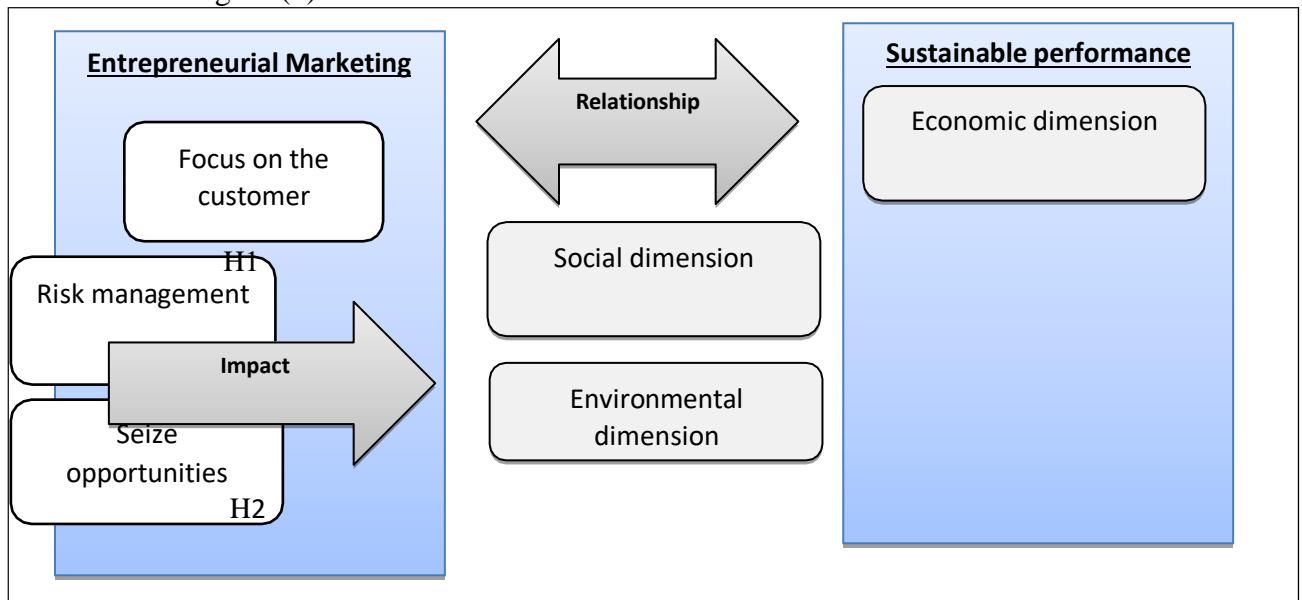 Entrepreneurial Marketing
Focus on the
customer
H1
Risk management
Impact
Seize
opportunities
H2
Relationship
Social dimension
Environmental
dimension
Sustainable performance
Economic dimension